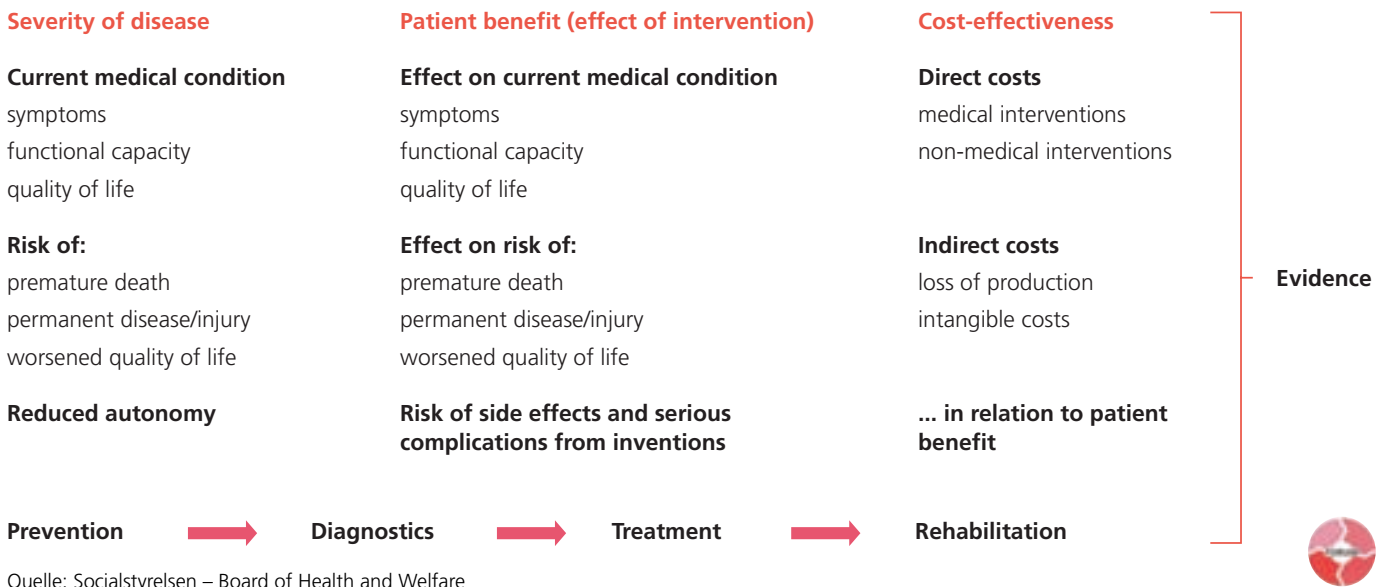 Severity of disease
Patient benefit (effect of intervention)
Cost-effectiveness
Current medical condition
symptoms
functional capacity
quality of life
Effect on current medical condition
symptoms
functional capacity
quality of life
Direct costs
medical interventions
non-medical interventions
Risk of:
premature death
permanent disease/injury
worsened quality of life
Effect on risk of:
premature death
permanent disease/injury
worsened quality of life
Indirect costs
loss of production
intangible costs
Evidence
Reduced autonomy
Risk of side effects and serious
complications from inventions
... in relation to patient
benefit
Prevention
Diagnostics
Treatment
Rehabilitation
Quelle: Socialstyrelsen – Board of Health and Welfare